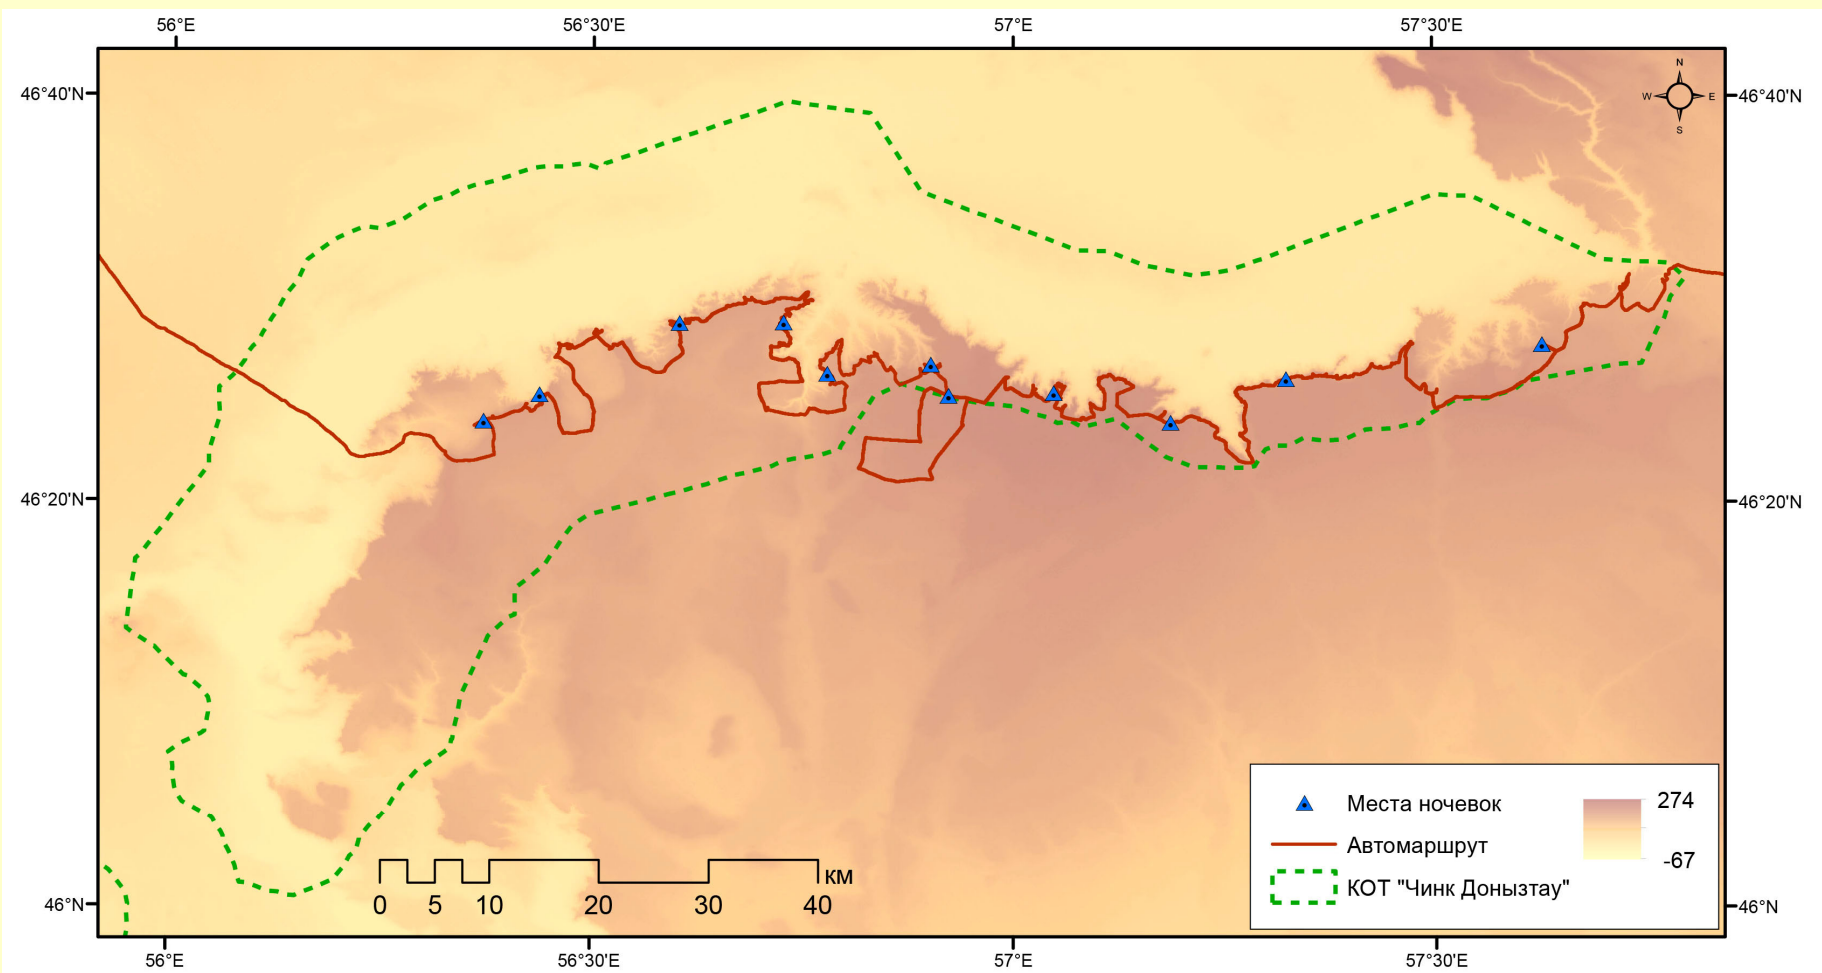 56°E 56°30'E 57°E 57°30'E
N
W E
S
46°40'N 46°40'N
46°20'N 46°20'N
46°N 46°N
Места ночевок
Автомаршрут
КОТ "Чинк Донызтау"
274
-67
км
0 5 10 20 30 40
56°E 56°30'E 57°E 57°30'E